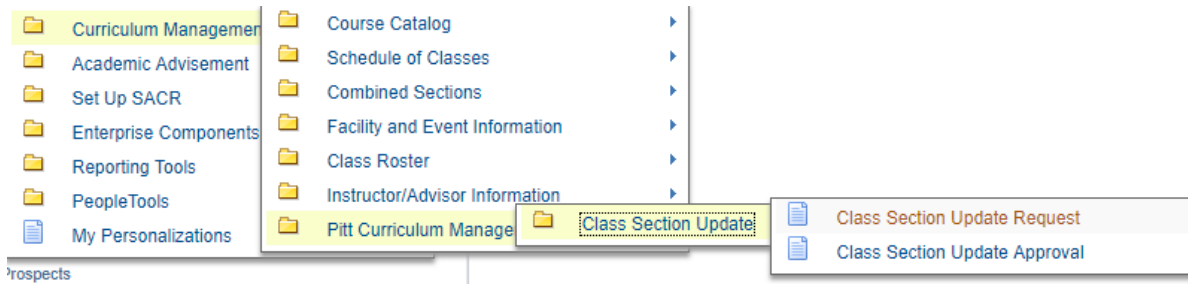 Curriculum Managemen
Academic Advisement
Set Up SACR
Enterprise Components
Reporting Tools
PeopleTools
My Personalizations
Prospects
Course Catalog
Schedule of Classes
Combined Sections
Facility and Event Information
Class Roster
Instructor/Advisor Information
Pitt Curriculum Manage
Class Section Update
Class Section Update Request
Class Section Update Approval